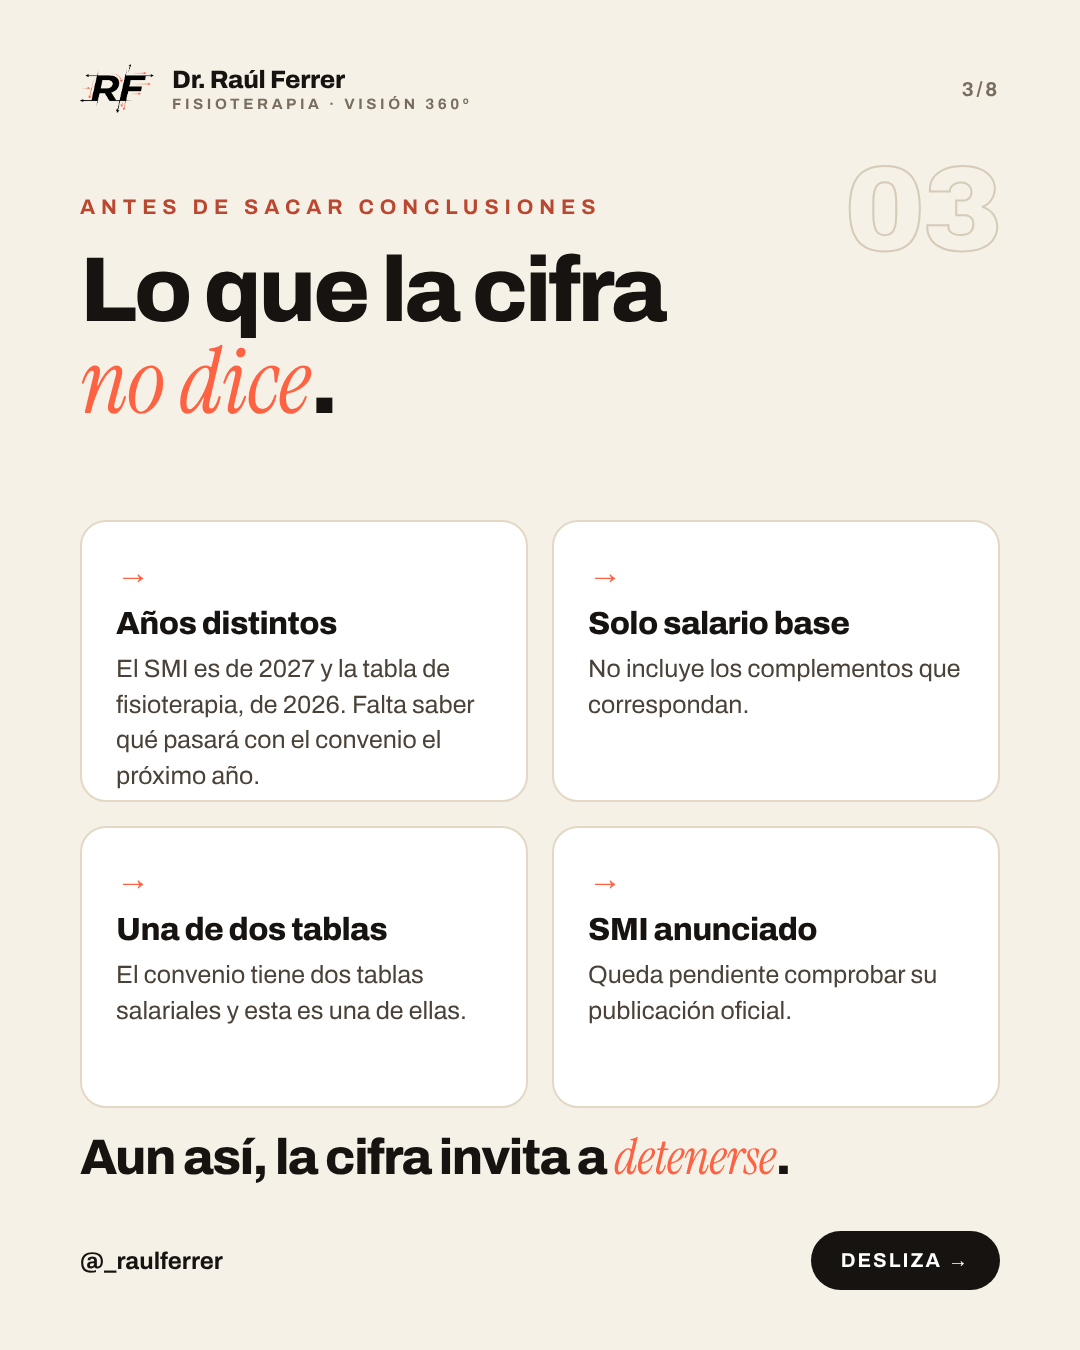 RF
Dr. Raúl Ferrer
FISIOTERAPIA · VISIÓN 360º
3/8
03
ANTES DE SACAR CONCLUSIONES
Lo que la cifra
no dice.
→
Años distintos
El SMI es de 2027 y la tabla de
fisioterapia, de 2026. Falta saber
qué pasará con el convenio el
próximo año.
→
Solo salario base
No incluye los complementos que
correspondan.
→
Una de dos tablas
El convenio tiene dos tablas
salariales y esta es una de ellas.
→
SMI anunciado
Queda pendiente comprobar su
publicación oficial.
Aun así, la cifra invita a detenerse.
@_raulferrer
DESLIZA →